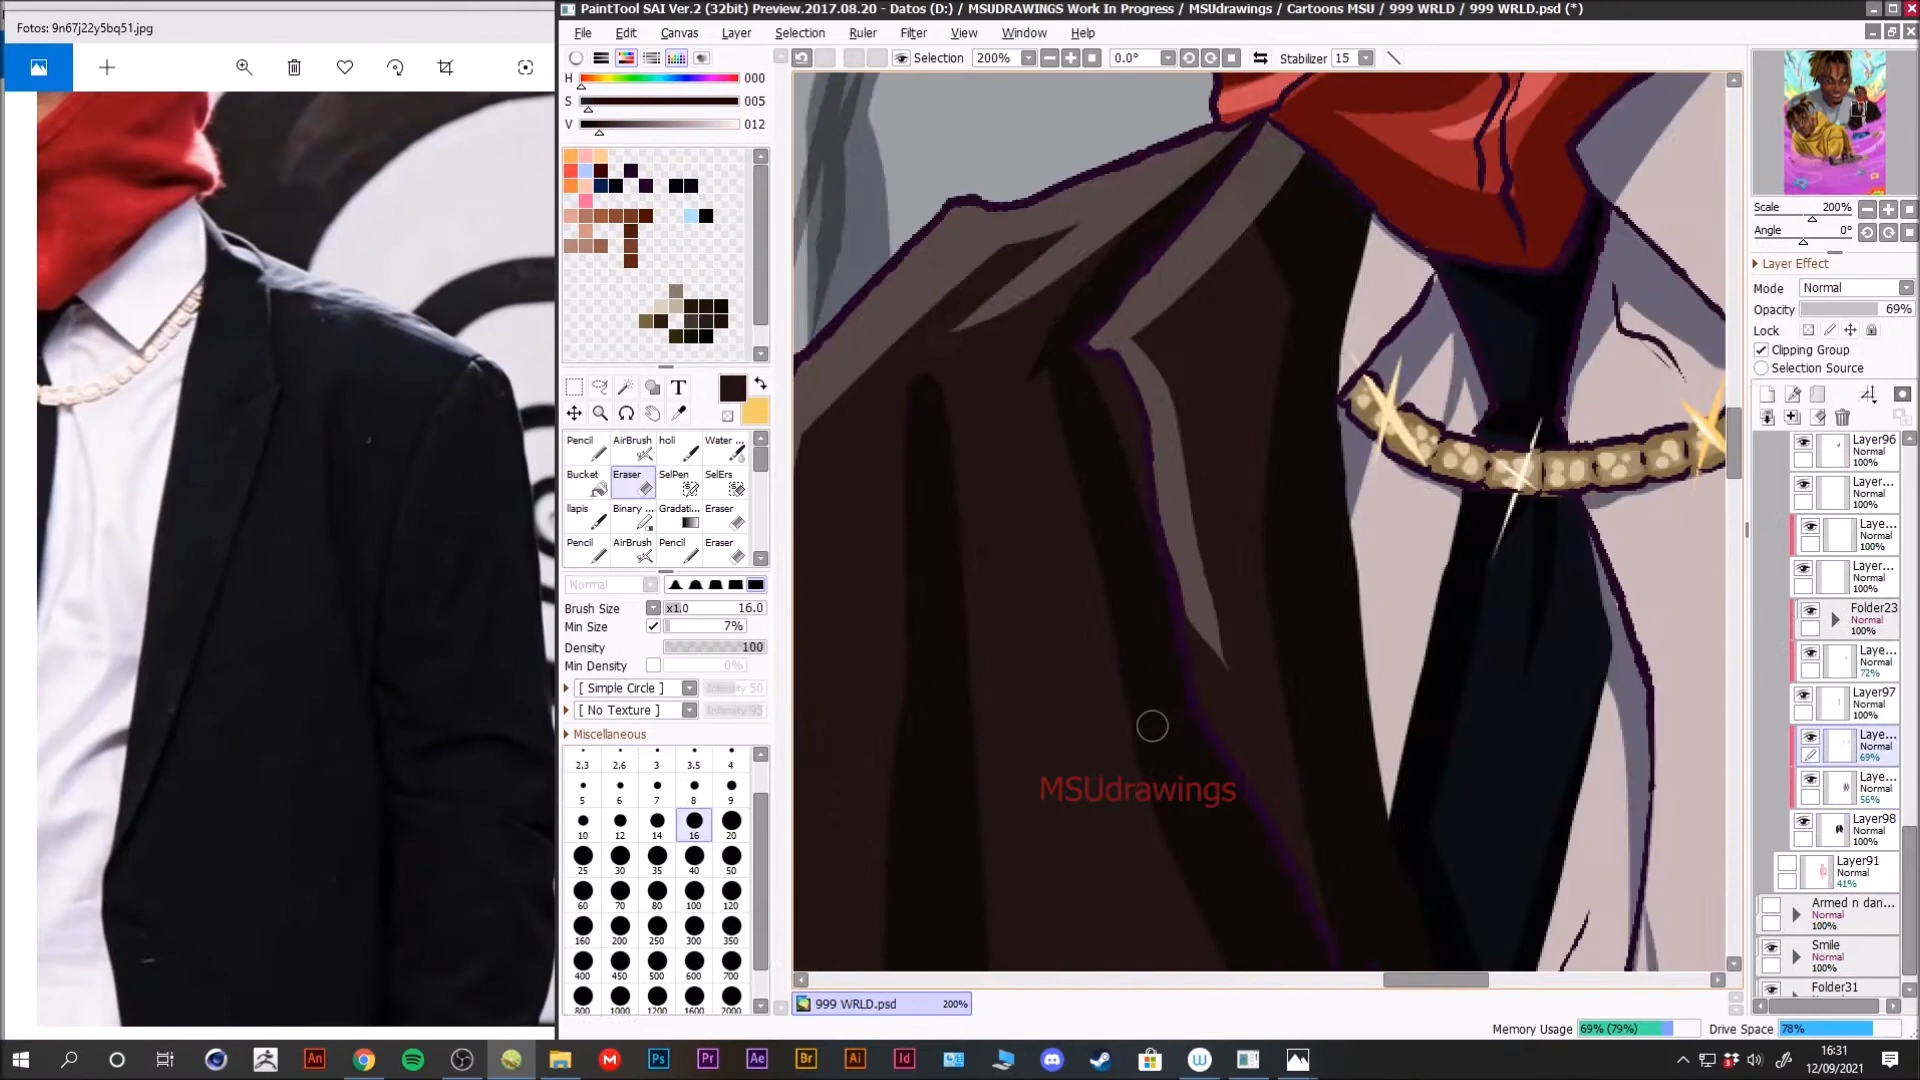 Fotos: 9n67j22y5bq51.jpg
PaintTool SAI Ver.2 (32bit) Preview.2017.08.20 - Datos (D:) / MSUDRAWINGS Work In Progress / MSUdrawings / Cartoons MSU / 999 WRLD / 999 WRLD.psd (*)
File Edit Canvas Layer Selection Ruler Filter View Window Help
Selection 200% 0.0° Stabilizer 15
H 000
S 005
V 012
Scale 200%
Angle 0°
Layer Effect
Mode Normal
Opacity 69%
Lock
Clipping Group
Selection Source
T
Pencil AirBrush holi Water ...
Bucket Eraser SelPen SelErs
llapis Binary ... Gradati... Eraser
Pencil AirBrush Pencil Eraser
Normal
Brush Size x1.0 16.0
Min Size 7%
Density 100
Min Density 0%
[ Simple Circle ] Intensity 50
[ No Texture ] Intensity 95
Miscellaneous
2.3 2.6 3 3.5 4
5 6 7 8 9
10 12 14 16 20
25 30 35 40 50
60 70 80 100 120
160 200 250 300 350
400 450 500 600 700
800 1000 1200 1600 2000
MSUdrawings
Layer96
Normal
100%
Laye...
Normal
100%
Laye...
Normal
100%
Laye...
Normal
100%
Folder23
Normal
100%
Laye...
Normal
72%
Layer97
Normal
100%
Laye...
Normal
69%
Laye...
Normal
56%
Layer98
Normal
100%
Layer91
Normal
41%
Armed n dan...
Normal
100%
Smile
Normal
100%
Folder31
999 WRLD.psd 200%
Memory Usage 69% (79%) Drive Space 78%
An Ps Pr Ae Br Ai Id
16:31
12/09/2021